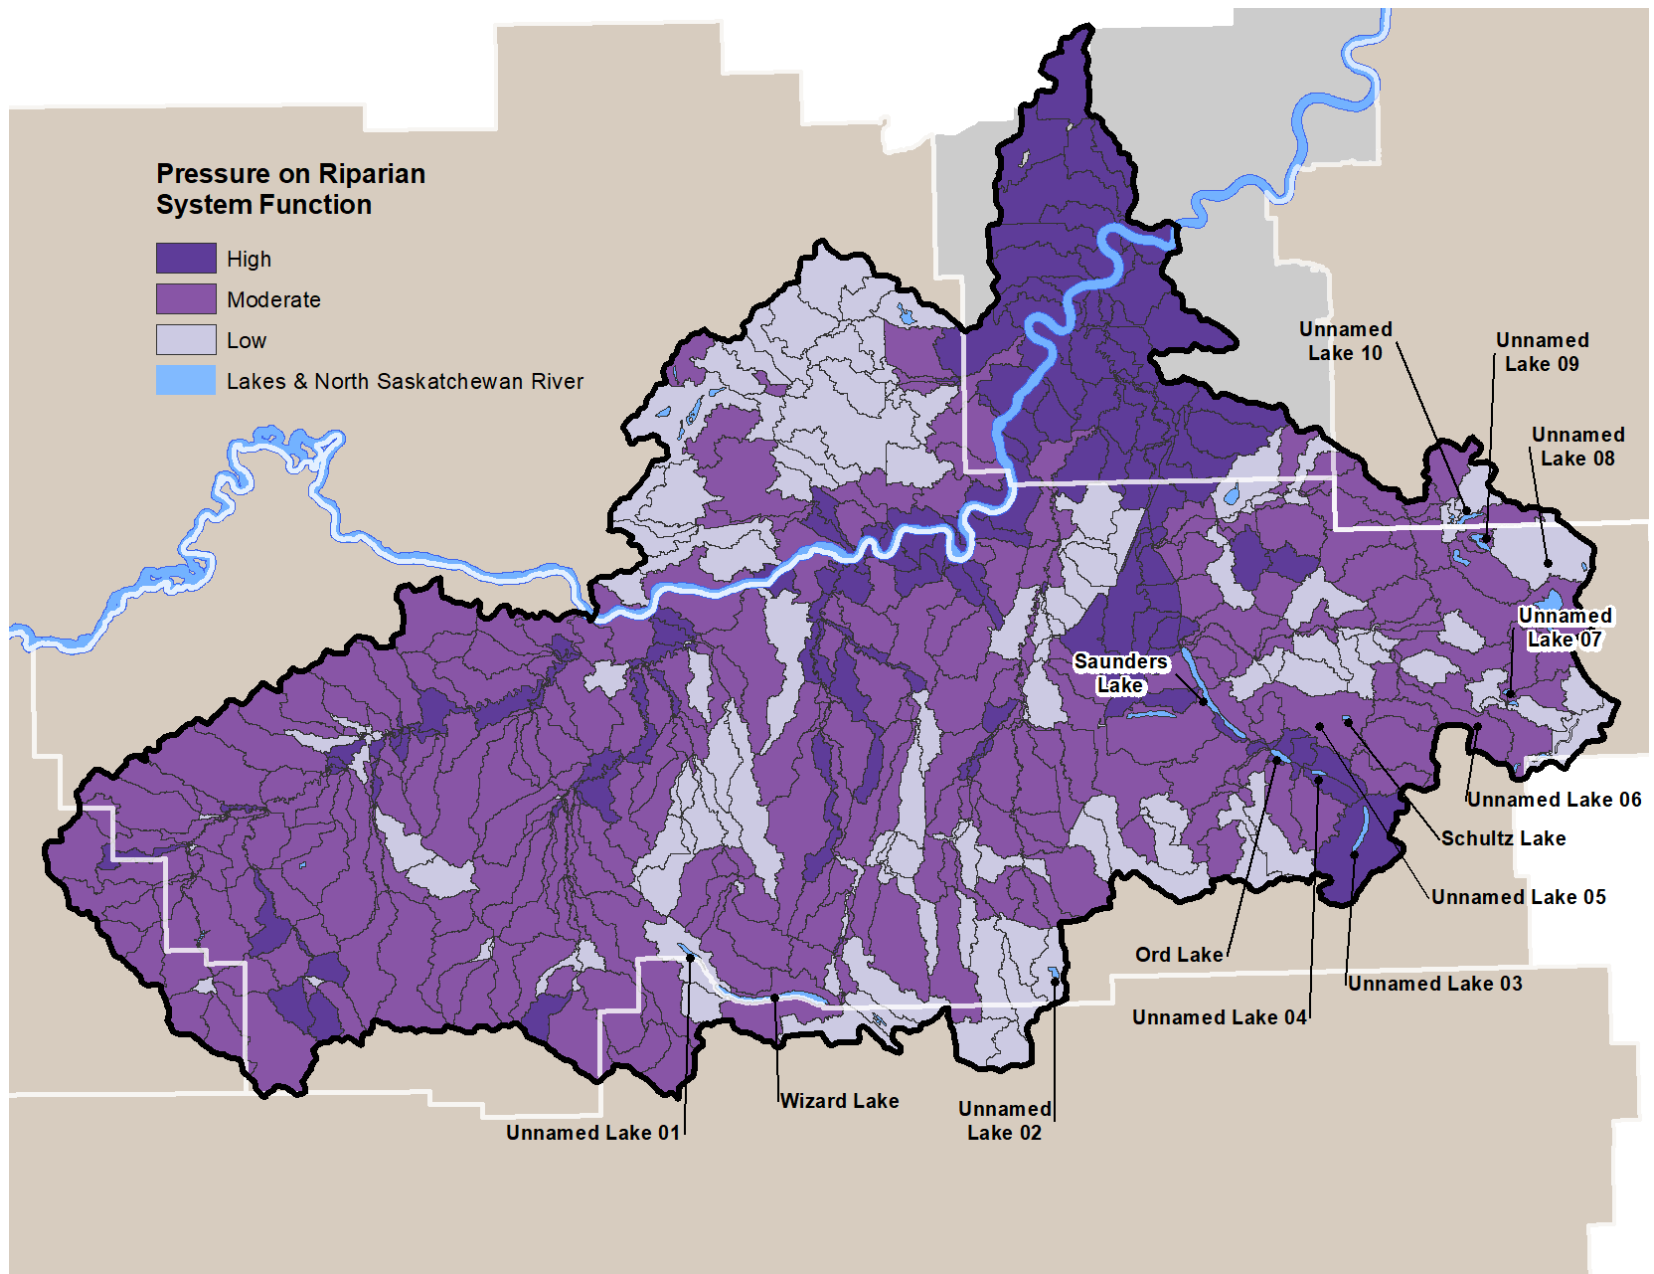 Pressure on Riparian
System Function
High
Moderate
Low
Lakes & North Saskatchewan River
Unnamed
Lake 10
Unnamed
Lake 09
Unnamed
Lake 08
Unnamed
Lake 07
Saunders
Lake
Unnamed Lake 06
Schultz Lake
Unnamed Lake 05
Ord Lake
Unnamed Lake 03
Unnamed Lake 04
Wizard Lake
Unnamed
Lake 02
Unnamed Lake 01